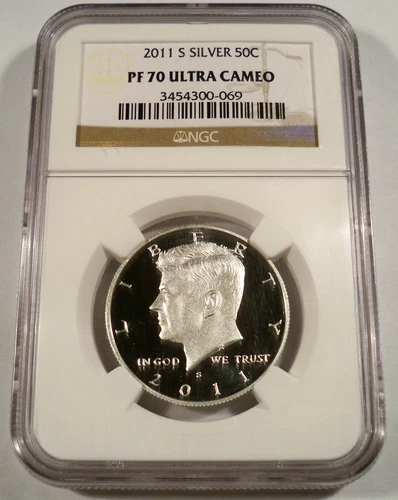 2011 S SILVER 50C
PF 70 ULTRA CAMEO
3454300-069
NGC
LIBERTY
IN GOD WE TRUST
S
2011